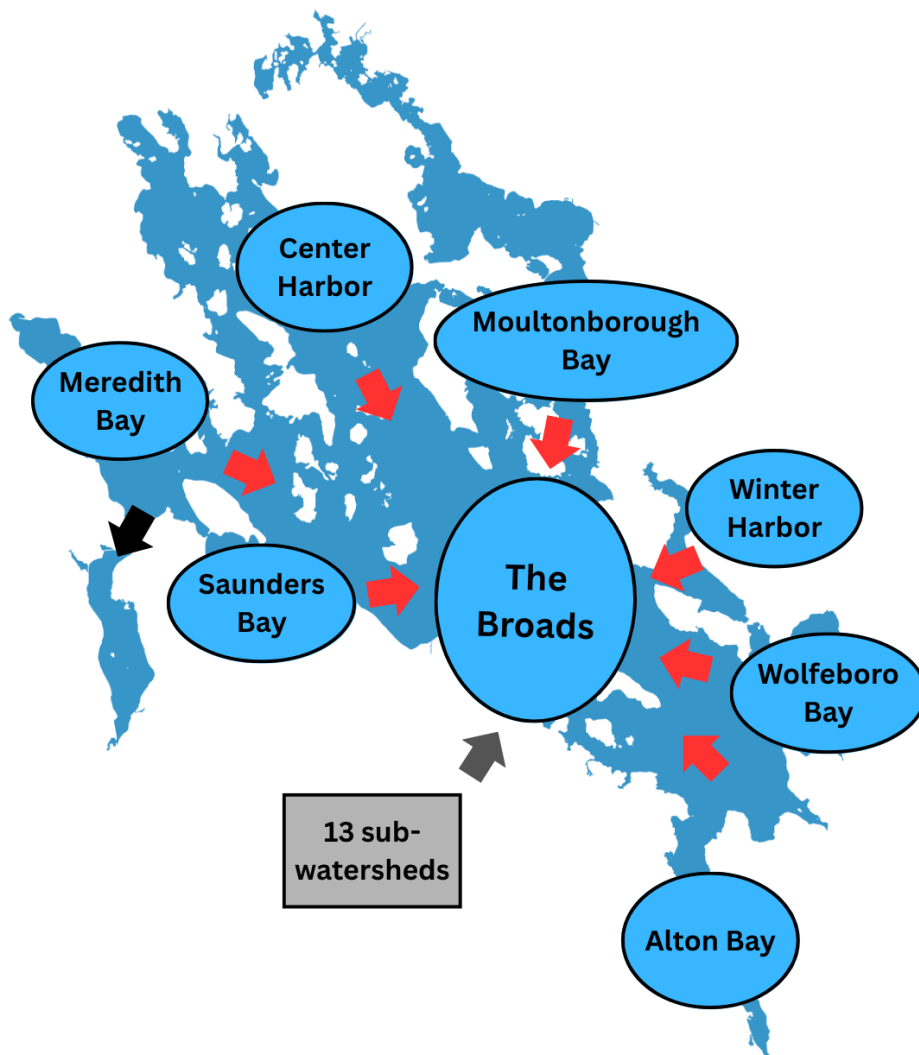 Center
Harbor
Moultonborough
Bay
Meredith
Bay
Winter
Harbor
Saunders
Bay
The
Broads
Wolfeboro
Bay
13 sub-
watersheds
Alton Bay